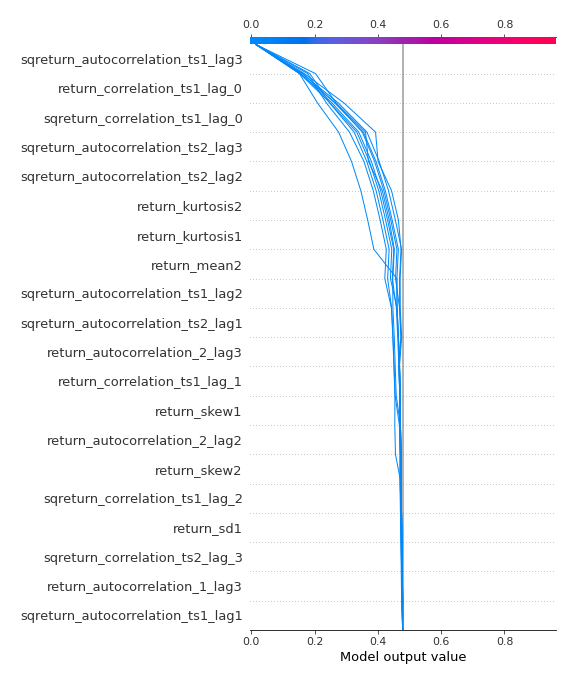 0.0 0.2 0.4 0.6 0.8
sqreturn_autocorrelation_ts1_lag3
return_correlation_ts1_lag_0
sqreturn_correlation_ts1_lag_0
sqreturn_autocorrelation_ts2_lag3
sqreturn_autocorrelation_ts2_lag2
return_kurtosis2
return_kurtosis1
return_mean2
sqreturn_autocorrelation_ts1_lag2
sqreturn_autocorrelation_ts2_lag1
return_autocorrelation_2_lag3
return_correlation_ts1_lag_1
return_skew1
return_autocorrelation_2_lag2
return_skew2
sqreturn_correlation_ts1_lag_2
return_sd1
sqreturn_correlation_ts2_lag_3
return_autocorrelation_1_lag3
sqreturn_autocorrelation_ts1_lag1
0.0 0.2 0.4 0.6 0.8
Model output value